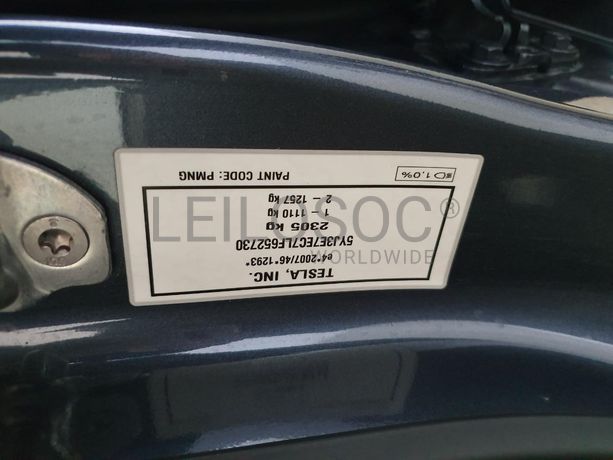 TESLA, INC.
e4*2007/46*1293*
5YJ3E7EC7LF652730
2305 kg
1 – 1110 kg
2 – 1257 kg
PAINT CODE: PMNG
1,0%
LEILOSOC®
WORLDWIDE